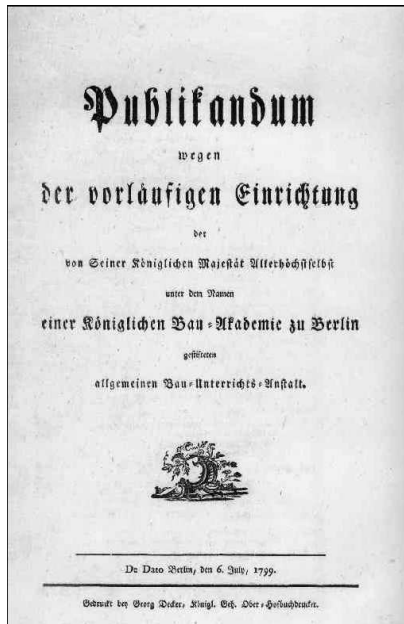 Publikandum
wegen
der vorläufigen Einrichtung
der
von Seiner Königlichen Majestät Allerhöchstselbst
unter dem Namen
einer Königlichen Bau-Akademie zu Berlin
gestifteten
allgemeinen Bau-Unterrichts-Anstalt.
De Dato Berlin, den 6. July, 1799.
Gedruckt bey Georg Decker, Königl. Geh. Ober-Hofbuchdrucker.